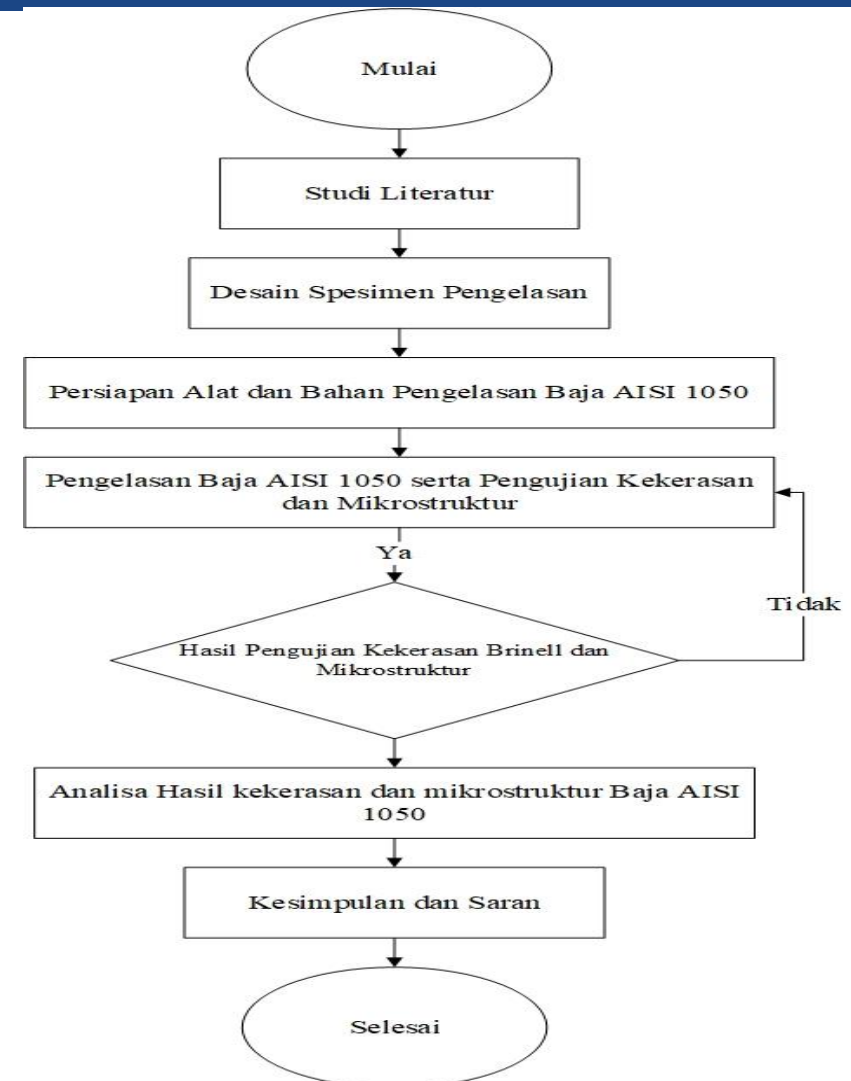 Mulai
Studi Literatur
Desain Spesimen Pengelasan
Persiapan Alat dan Bahan Pengelasan Baja AISI 1050
Pengelasan Baja AISI 1050 serta Pengujian Kekerasan
dan Mikrostruktur
Ya
Tidak
Hasil Pengujian Kekerasan Brinell dan
Mikrostruktur
Analisa Hasil kekerasan dan mikrostruktur Baja AISI
1050
Kesimpulan dan Saran
Selesai